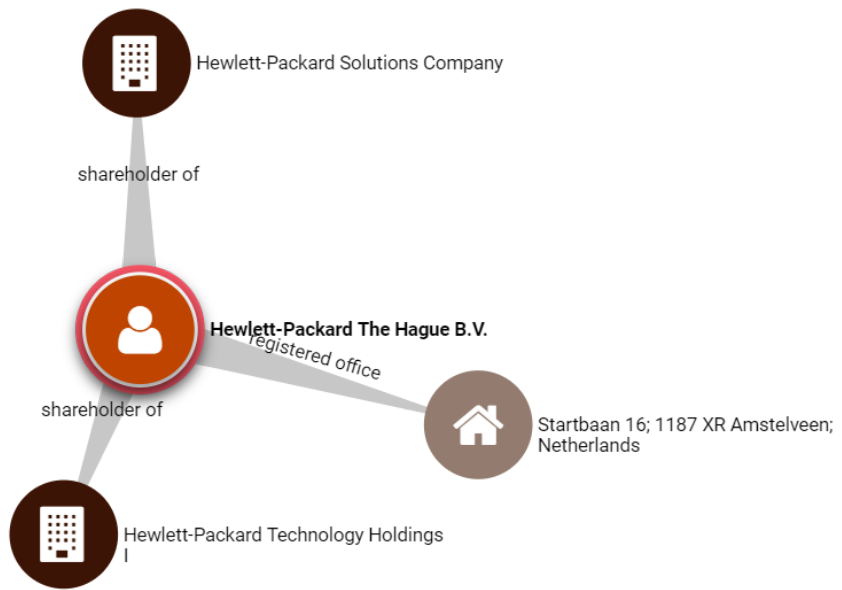 Hewlett-Packard Solutions Company
shareholder of
Hewlett-Packard The Hague B.V.
registered office
shareholder of
Startbaan 16; 1187 XR Amstelveen;
Netherlands
Hewlett-Packard Technology Holdings
I